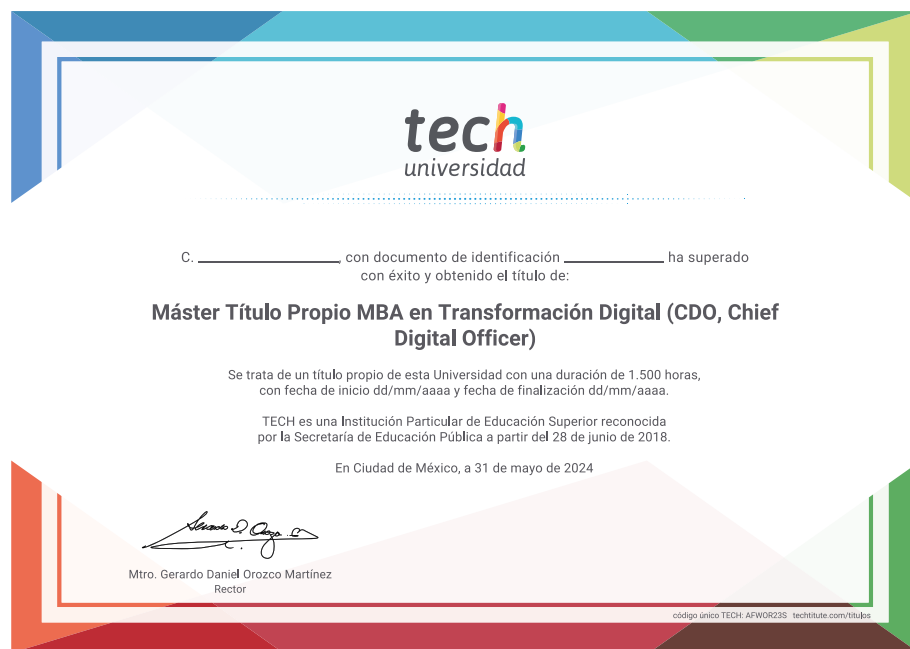 tech
universidad
C. ____________, con documento de identificación ____________ ha superado
con éxito y obtenido el título de:
Máster Título Propio MBA en Transformación Digital (CDO, Chief
Digital Officer)
Se trata de un título propio de esta Universidad con una duración de 1.500 horas,
con fecha de inicio dd/mm/aaaa y fecha de finalización dd/mm/aaaa.
TECH es una Institución Particular de Educación Superior reconocida
por la Secretaría de Educación Pública a partir del 28 de junio de 2018.
En Ciudad de México, a 31 de mayo de 2024
Mtro. Gerardo Daniel Orozco Martínez
Rector
código único TECH: AFWOR23S techtitute.com/titulos